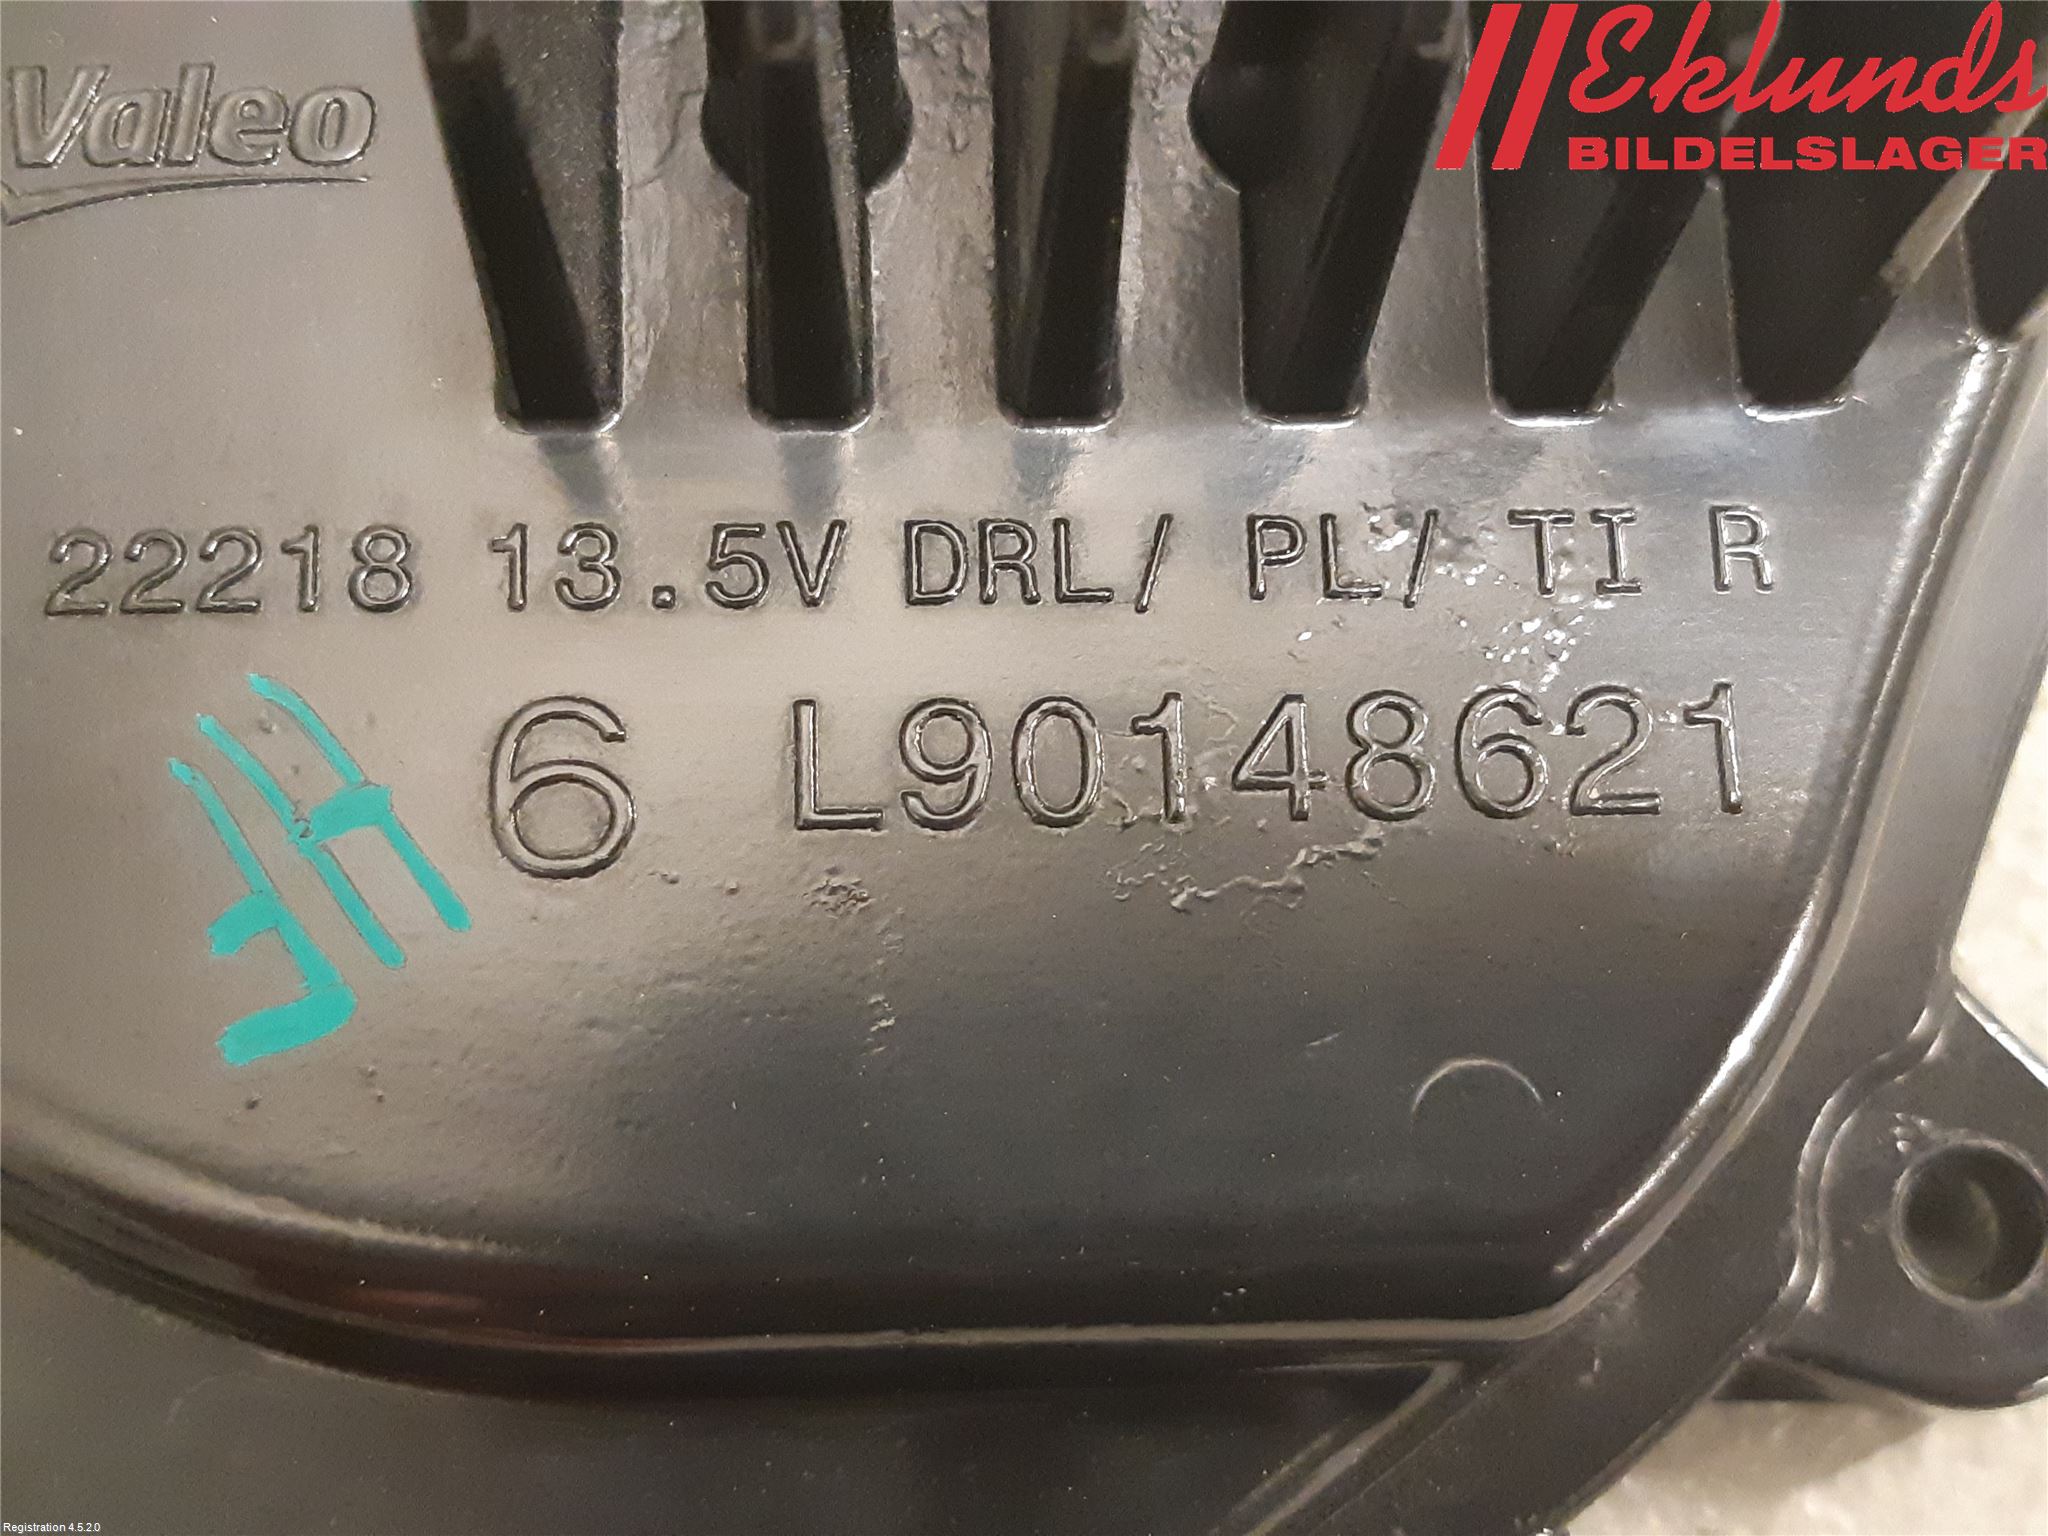 Valeo
Eklunds
BILDELSLAGER
22218 13.5V DRL/ PL/ TI R
6 L90148621
Registration 4.5.2.0